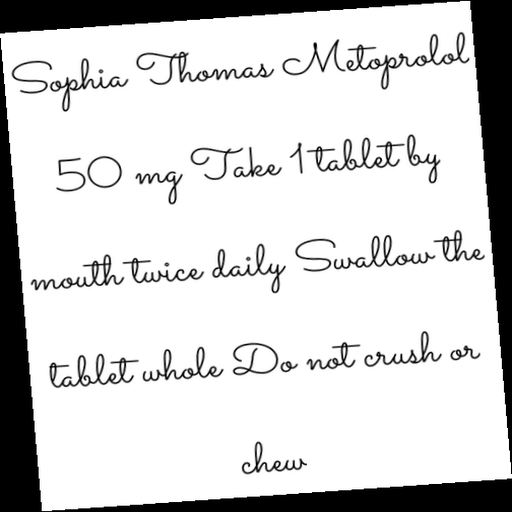 Sophia Thomas Metoprolol
50 mg Take 1 tablet by
mouth twice daily Swallow the
tablet whole Do not crush or
chew